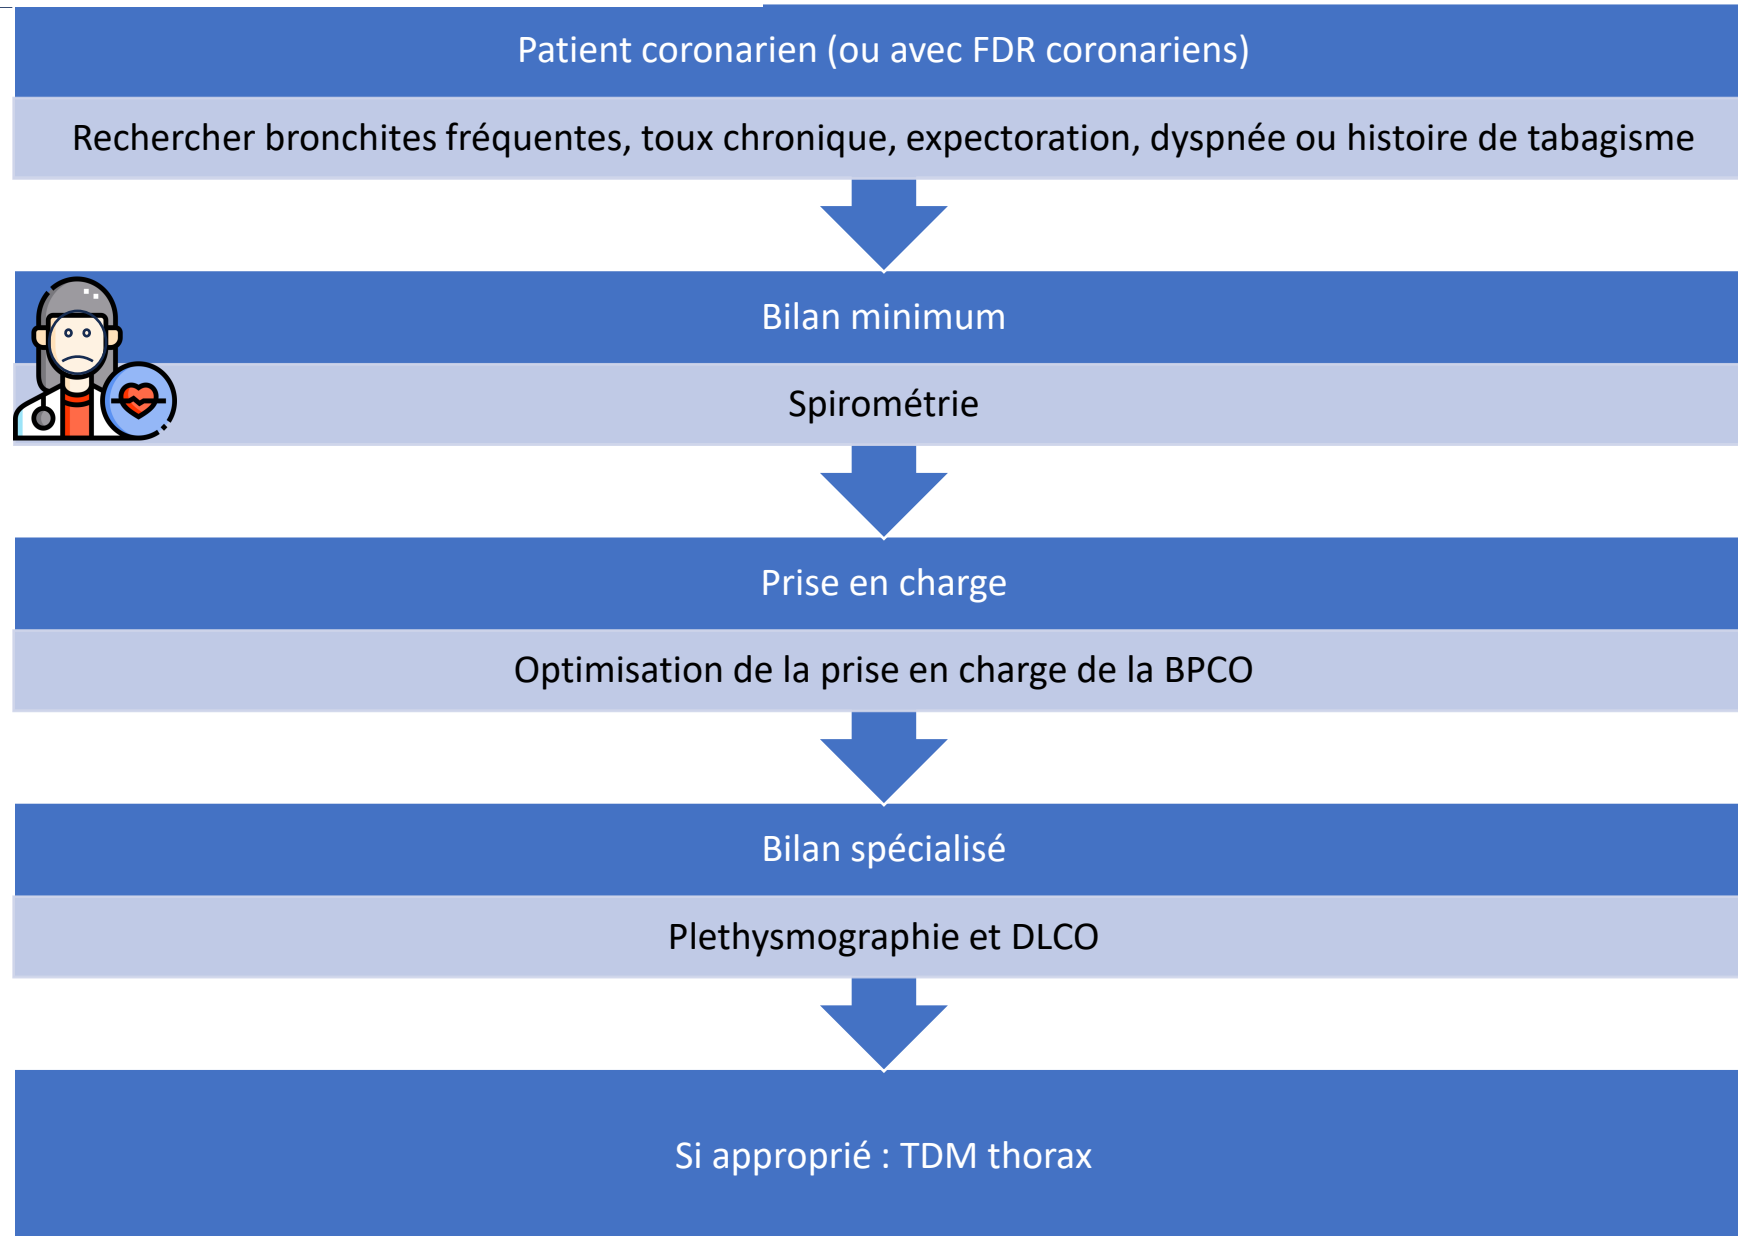 Patient coronarien (ou avec FDR coronariens)
Rechercher bronchites fréquentes, toux chronique, expectoration, dyspnée ou histoire de tabagisme
Bilan minimum
Spirométrie
Prise en charge
Optimisation de la prise en charge de la BPCO
Bilan spécialisé
Plethysmographie et DLCO
Si approprié : TDM thorax